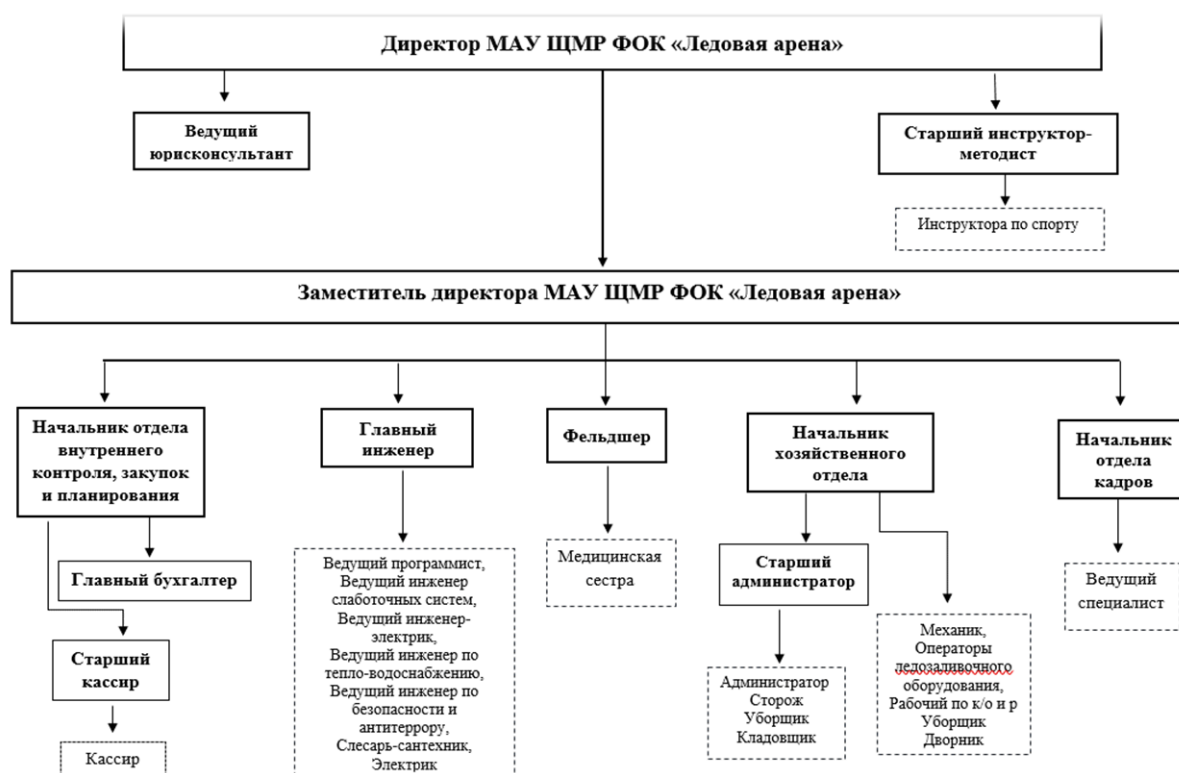 Директор МАУ ЩМР ФОК «Ледовая арена»
Ведущий
юрисконсультант
Старший инструктор-
методист
Инструктора по спорту
Заместитель директора МАУ ЩМР ФОК «Ледовая арена»
Начальник отдела
внутреннего
контроля, закупок
и планирования
Главный бухгалтер
Старший
кассир
Кассир
Главный
инженер
Ведущий программист,
Ведущий инженер
слаботочных систем,
Ведущий инженер-
электрик,
Ведущий инженер по
тепло-водоснабжению,
Ведущий инженер по
безопасности и
антитеррору,
Слесарь-сантехник,
Электрик
Фельдшер
Медицинская
сестра
Начальник
хозяйственного
отдела
Старший
администратор
Администратор
Сторож
Уборщик
Кладовщик
Механик,
Операторы
ледозаливочного
оборудования,
Рабочий по к/о и р
Уборщик
Дворник
Начальник
отдела
кадров
Ведущий
специалист